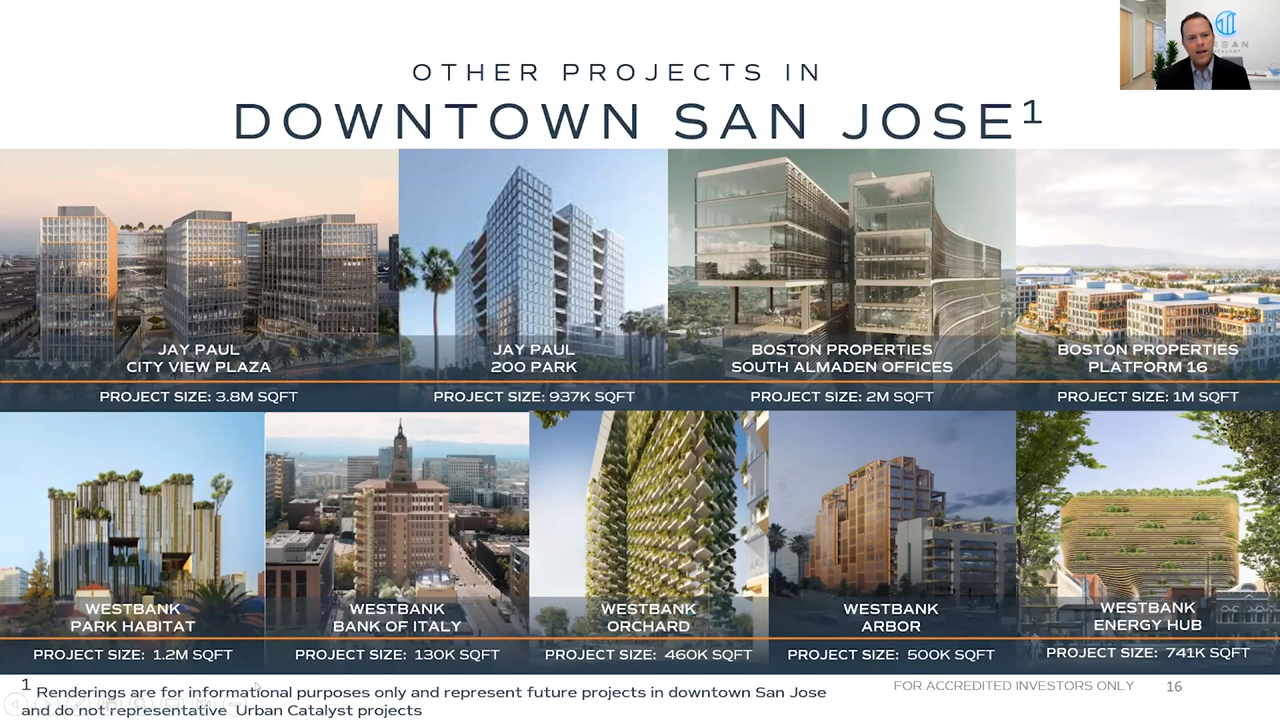 OTHER PROJECTS IN
DOWNTOWN SAN JOSE¹
JAY PAUL
CITY VIEW PLAZA
PROJECT SIZE: 3.8M SQFT
JAY PAUL
200 PARK
PROJECT SIZE: 937K SQFT
BOSTON PROPERTIES
SOUTH ALMADEN OFFICES
PROJECT SIZE: 2M SQFT
BOSTON PROPERTIES
PLATFORM 16
PROJECT SIZE: 1M SQFT
WESTBANK
PARK HABITAT
PROJECT SIZE: 1.2M SQFT
WESTBANK
BANK OF ITALY
PROJECT SIZE: 130K SQFT
WESTBANK
ORCHARD
PROJECT SIZE: 460K SQFT
WESTBANK
ARBOR
PROJECT SIZE: 500K SQFT
WESTBANK
ENERGY HUB
PROJECT SIZE: 741K SQFT
¹ Renderings are for informational purposes only and represent future projects in downtown San Jose
and do not representative Urban Catalyst projects
FOR ACCREDITED INVESTORS ONLY 16